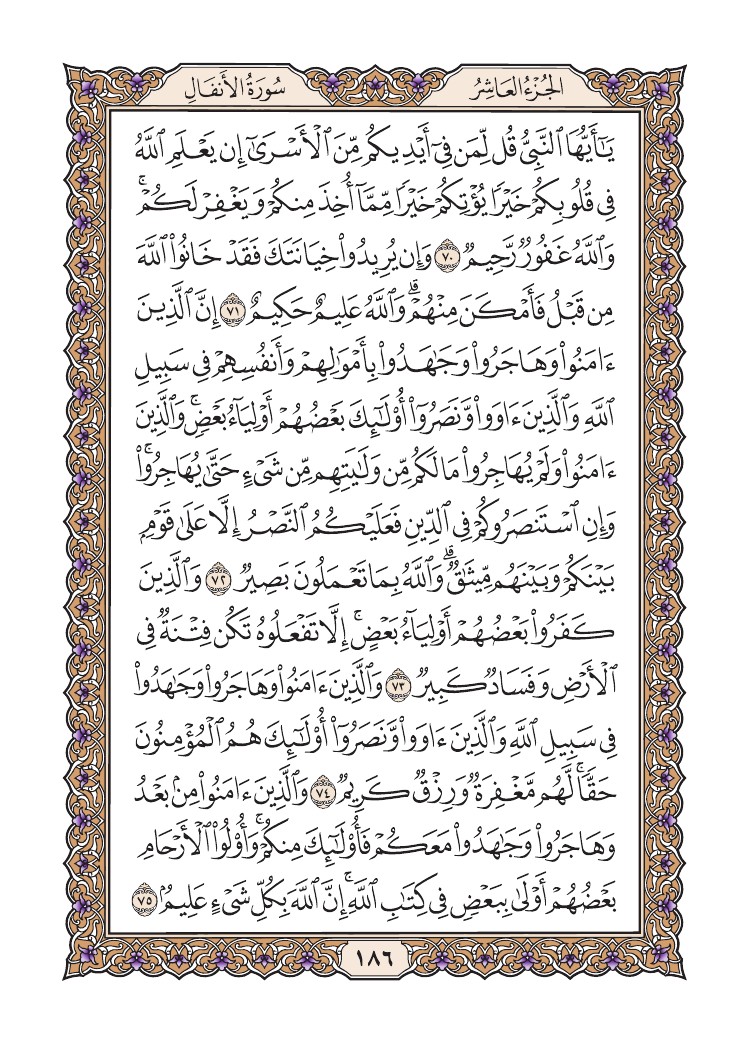 الجُزْءُ العَاشِرُ
سُورَةُ الأَنفَالِ
يَٰٓأَيُّهَا ٱلنَّبِيُّ قُل لِّمَن فِيٓ أَيۡدِيكُم مِّنَ ٱلۡأَسۡرَىٰٓ إِن يَعۡلَمِ ٱللَّهُ
فِي قُلُوبِكُمۡ خَيۡرٗا يُؤۡتِكُمۡ خَيۡرٗا مِّمَّآ أُخِذَ مِنكُمۡ وَيَغۡفِرۡ لَكُمۡۚ
وَٱللَّهُ غَفُورٞ رَّحِيمٞ ٧٠ وَإِن يُرِيدُواْ خِيَانَتَكَ فَقَدۡ خَانُواْ ٱللَّهَ
مِن قَبۡلُ فَأَمۡكَنَ مِنۡهُمۡۗ وَٱللَّهُ عَلِيمٌ حَكِيمٌ ٧١ إِنَّ ٱلَّذِينَ
ءَامَنُواْ وَهَاجَرُواْ وَجَٰهَدُواْ بِأَمۡوَٰلِهِمۡ وَأَنفُسِهِمۡ فِي سَبِيلِ
ٱللَّهِ وَٱلَّذِينَ ءَاوَواْ وَّنَصَرُوٓاْ أُوْلَٰٓئِكَ بَعۡضُهُمۡ أَوۡلِيَآءُ بَعۡضٖۚ وَٱلَّذِينَ
ءَامَنُواْ وَلَمۡ يُهَاجِرُواْ مَا لَكُم مِّن وَلَٰيَتِهِم مِّن شَيۡءٍ حَتَّىٰ يُهَاجِرُواْۚ
وَإِنِ ٱسۡتَنصَرُوكُمۡ فِي ٱلدِّينِ فَعَلَيۡكُمُ ٱلنَّصۡرُ إِلَّا عَلَىٰ قَوۡمِۭ
بَيۡنَكُمۡ وَبَيۡنَهُم مِّيثَٰقٞۗ وَٱللَّهُ بِمَا تَعۡمَلُونَ بَصِيرٞ ٧٢ وَٱلَّذِينَ
كَفَرُواْ بَعۡضُهُمۡ أَوۡلِيَآءُ بَعۡضٍۚ إِلَّا تَفۡعَلُوهُ تَكُن فِتۡنَةٞ فِي
ٱلۡأَرۡضِ وَفَسَادٞ كَبِيرٞ ٧٣ وَٱلَّذِينَ ءَامَنُواْ وَهَاجَرُواْ وَجَٰهَدُواْ
فِي سَبِيلِ ٱللَّهِ وَٱلَّذِينَ ءَاوَواْ وَّنَصَرُوٓاْ أُوْلَٰٓئِكَ هُمُ ٱلۡمُؤۡمِنُونَ
حَقّٗاۚ لَّهُم مَّغۡفِرَةٞ وَرِزۡقٞ كَرِيمٞ ٧٤ وَٱلَّذِينَ ءَامَنُواْ مِنۢ بَعۡدُ
وَهَاجَرُواْ وَجَٰهَدُواْ مَعَكُمۡ فَأُوْلَٰٓئِكَ مِنكُمۡۚ وَأُوْلُواْ ٱلۡأَرۡحَامِ
بَعۡضُهُمۡ أَوۡلَىٰ بِبَعۡضٖ فِي كِتَٰبِ ٱللَّهِۚ إِنَّ ٱللَّهَ بِكُلِّ شَيۡءٍ عَلِيمُۢ ٧٥
١٨٦